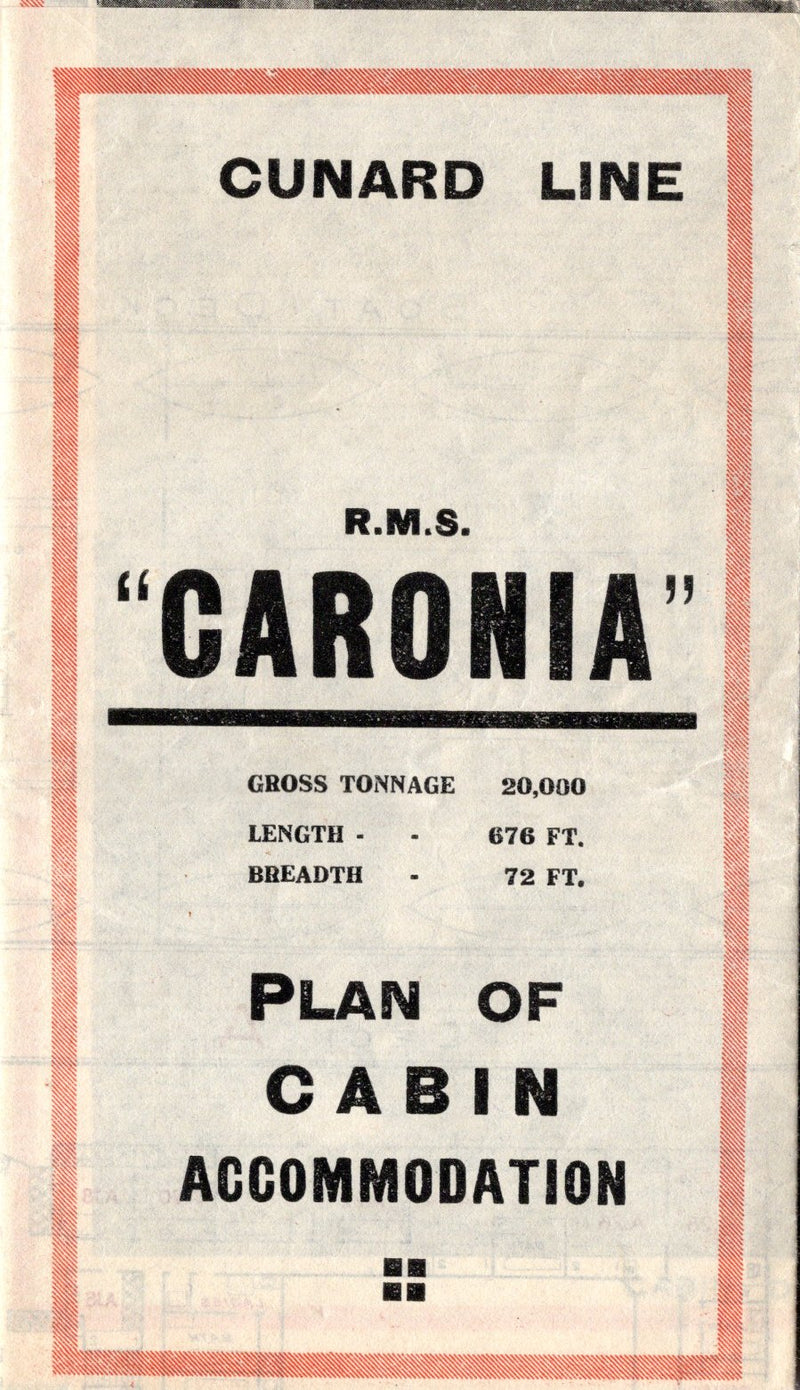 CUNARD LINE
R.M.S.
“CARONIA”
GROSS TONNAGE 20,000
LENGTH - - 676 FT.
BREADTH - 72 FT.
PLAN OF
CABIN
ACCOMMODATION